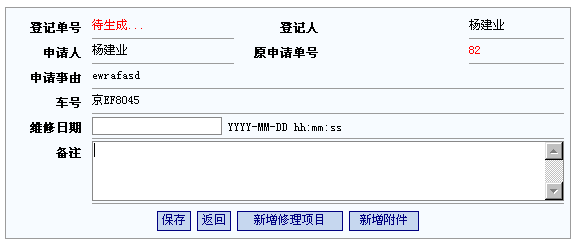 登记单号 待生成... 登记人 杨建业
申请人 杨建业 原申请单号 82
申请事由 ewrafasd
车号 京EF8045
维修日期 YYYY-MM-DD hh:mm:ss
备注
保存 返回 新增修理项目 新增附件